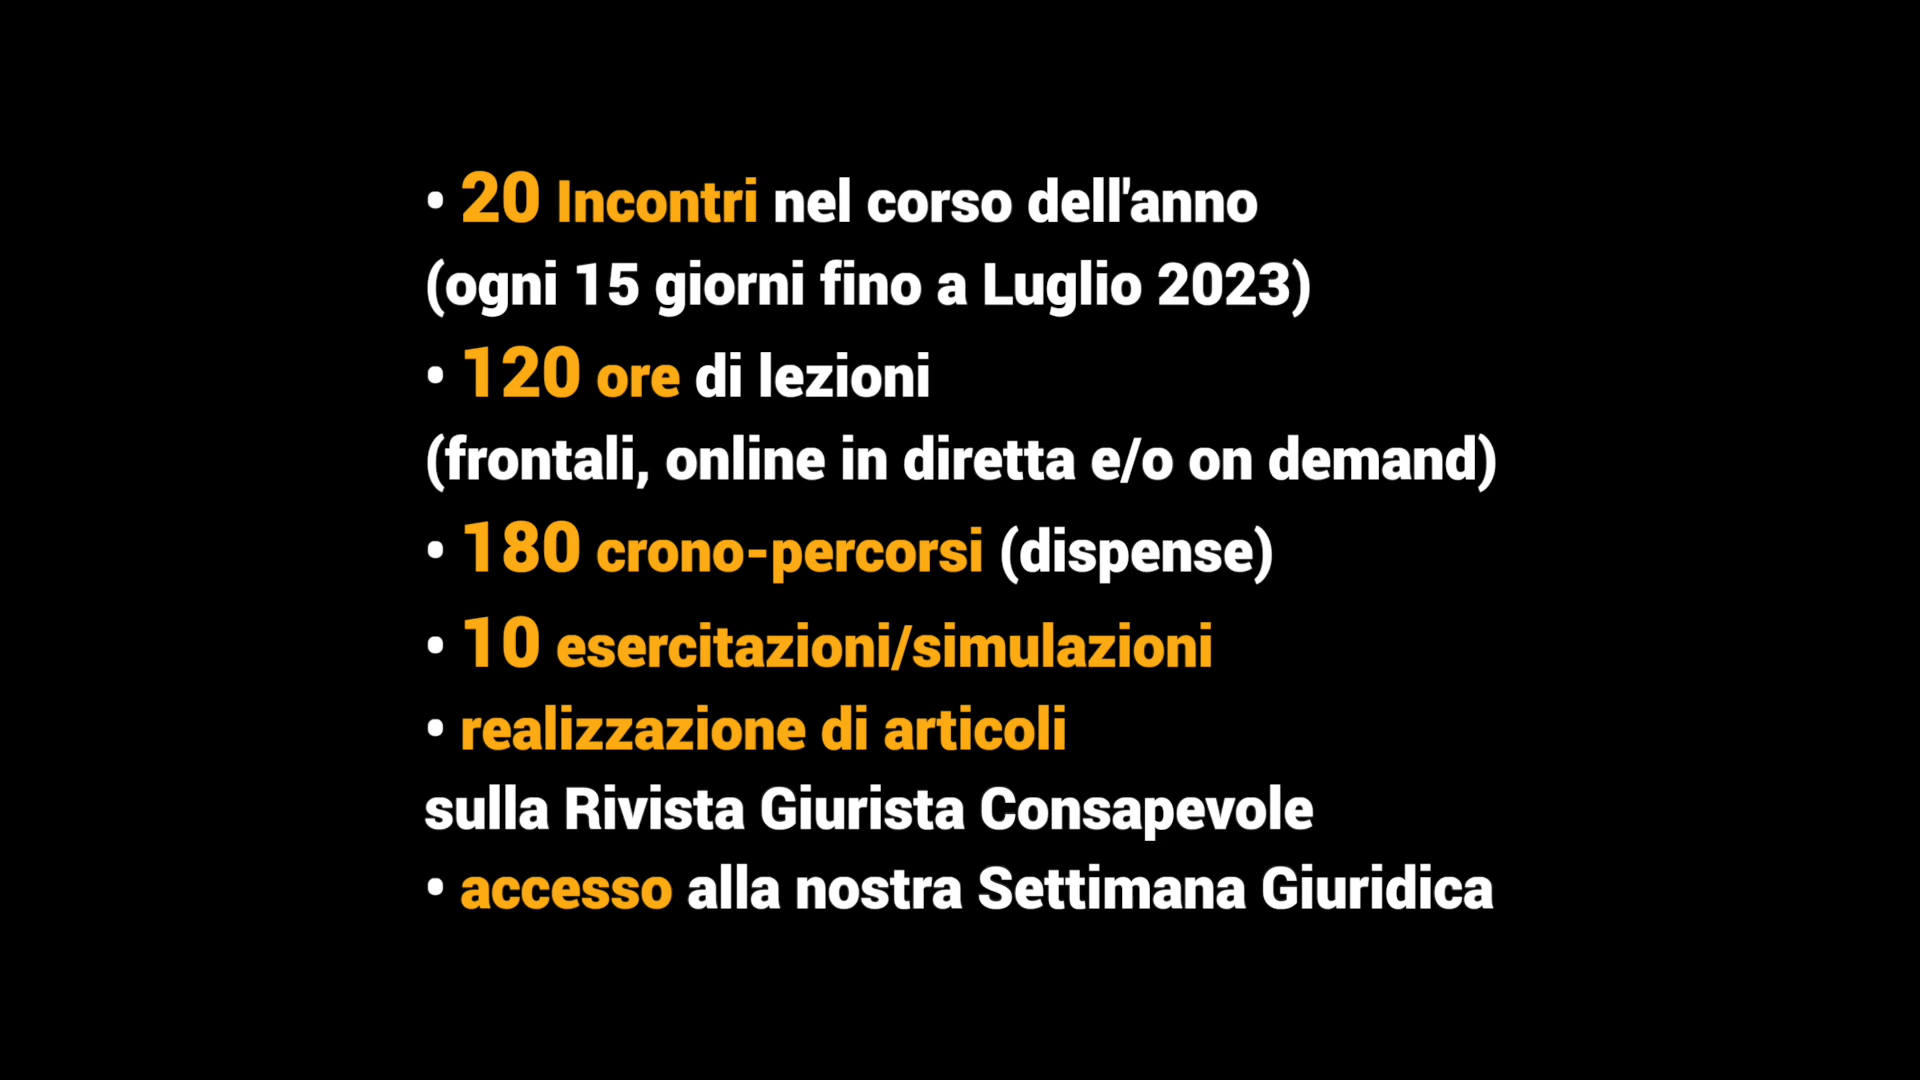 • 20 Incontri nel corso dell'anno
(ogni 15 giorni fino a Luglio 2023)
• 120 ore di lezioni
(frontali, online in diretta e/o on demand)
• 180 crono-percorsi (dispense)
• 10 esercitazioni/simulazioni
• realizzazione di articoli
sulla Rivista Giurista Consapevole
• accesso alla nostra Settimana Giuridica